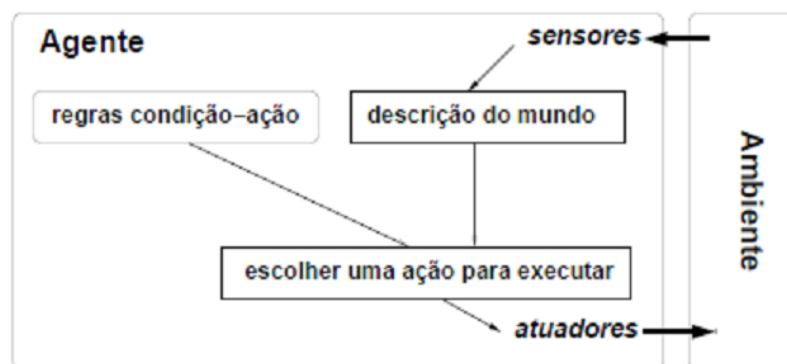 Agente
sensores
regras condição–ação
descrição do mundo
Ambiente
escolher uma ação para executar
atuadores